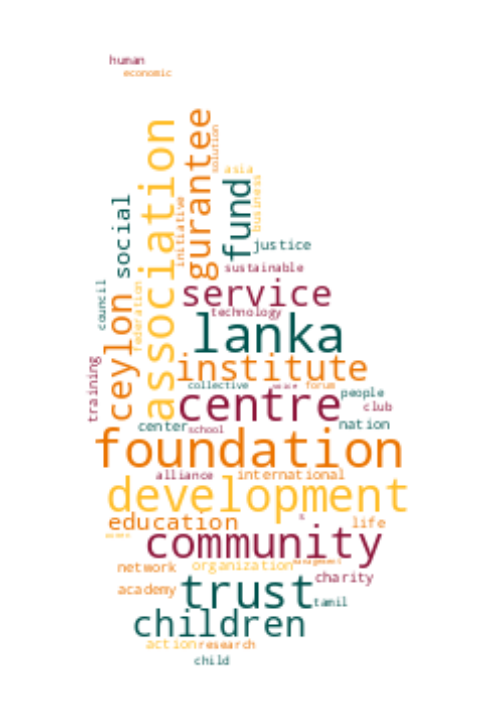 human
economic
association
gurantee
solution
asia
fund
business
social
initiative
justice
sustainable
council
ceylon
federation
service
technology
lanka
training
institute
collective
voice
forum
people
centre
club
center
school
nation
foundation
alliance
international
development
education
s
life
community
network
organization
management
charity
academy
trust
tamil
children
action
research
child